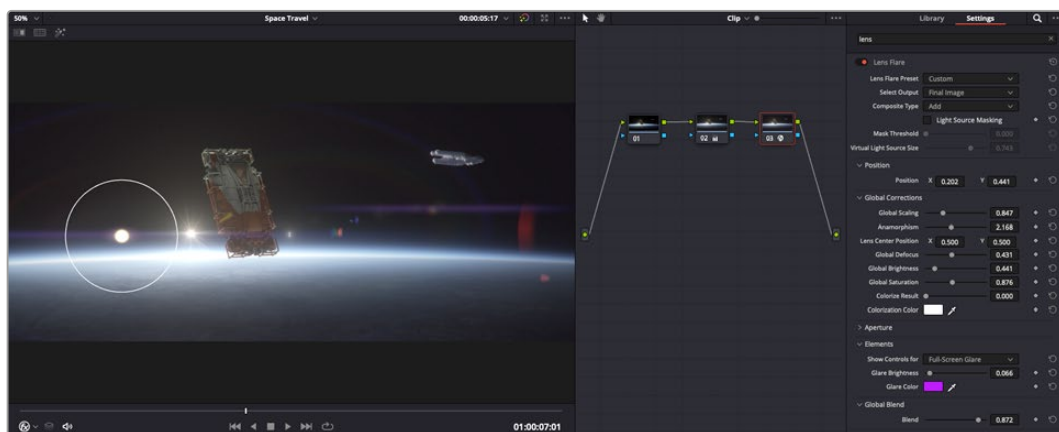 50%
Space Travel
00:00:05:17
Clip
Library
Settings
lens
Lens Flare
Lens Flare Preset
Custom
Select Output
Final Image
Composite Type
Add
Light Source Masking
Mask Threshold
0.000
Virtual Light Source Size
0.763
Position
Position X 0.202 Y 0.441
Global Corrections
Global Scaling 0.847
Anamorphism 2.168
Lens Center Position X 0.500 Y 0.500
Global Defocus 0.431
Global Brightness 0.441
Global Saturation 0.876
Colorize Result 0.000
Colorization Color
Aperture
Elements
Show Controls for Full-Screen Glare
Glare Brightness 0.066
Glare Color
Global Blend
Blend 0.872
01
02
03
01:00:07:01